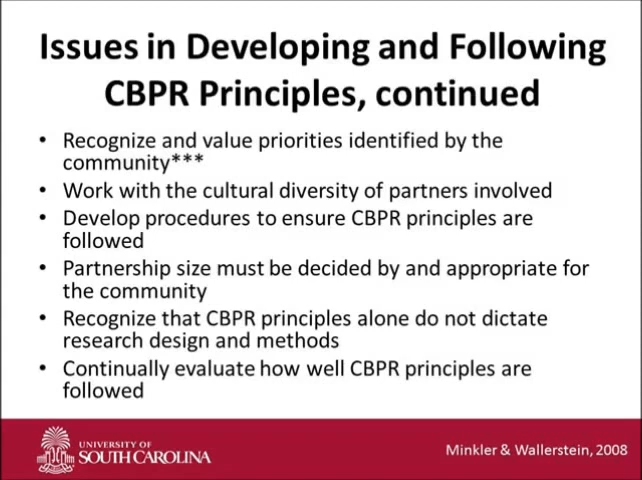 Issues in Developing and Following
CBPR Principles, continued
• Recognize and value priorities identified by the
community***
• Work with the cultural diversity of partners involved
• Develop procedures to ensure CBPR principles are
followed
• Partnership size must be decided by and appropriate for
the community
• Recognize that CBPR principles alone do not dictate
research design and methods
• Continually evaluate how well CBPR principles are
followed
UNIVERSITY OF
SOUTH CAROLINA
Minkler & Wallerstein, 2008